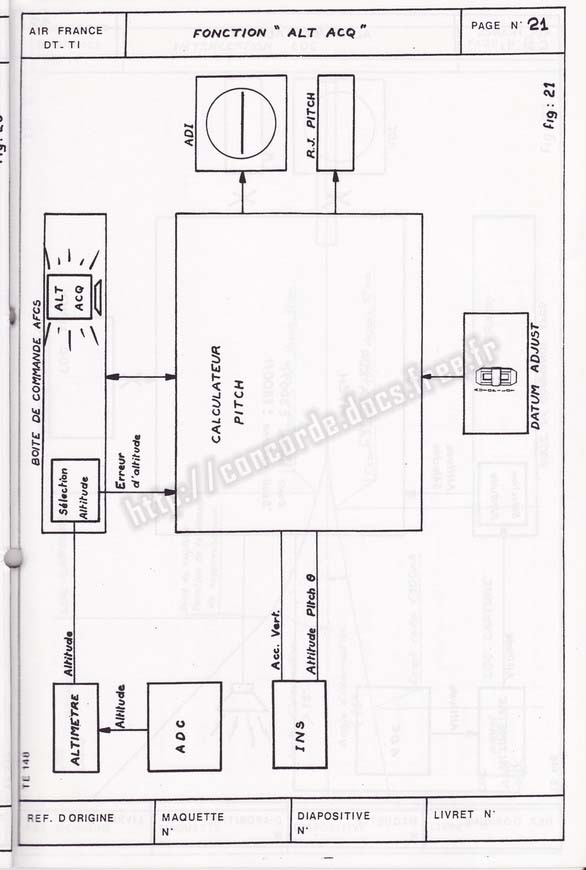 AIR FRANCE
DT. TI
FONCTION " ALT ACQ "
PAGE N° 21
fig: 21
ADI
R.J. PITCH
BOITE DE COMMANDE AFCS
ALT
ACQ
CALCULATEUR
PITCH
DATUM ADJUST
Sélection
Altitude
Erreur
d'altitude
http://concorde.docs.free.fr
Altitude
Acc. Vert.
Altitude Pitch θ
ALTIMETRE
Altitude
ADC
INS
TE 148
REF. D'ORIGINE
MAQUETTE
N°
DIAPOSITIVE
N°
LIVRET N°